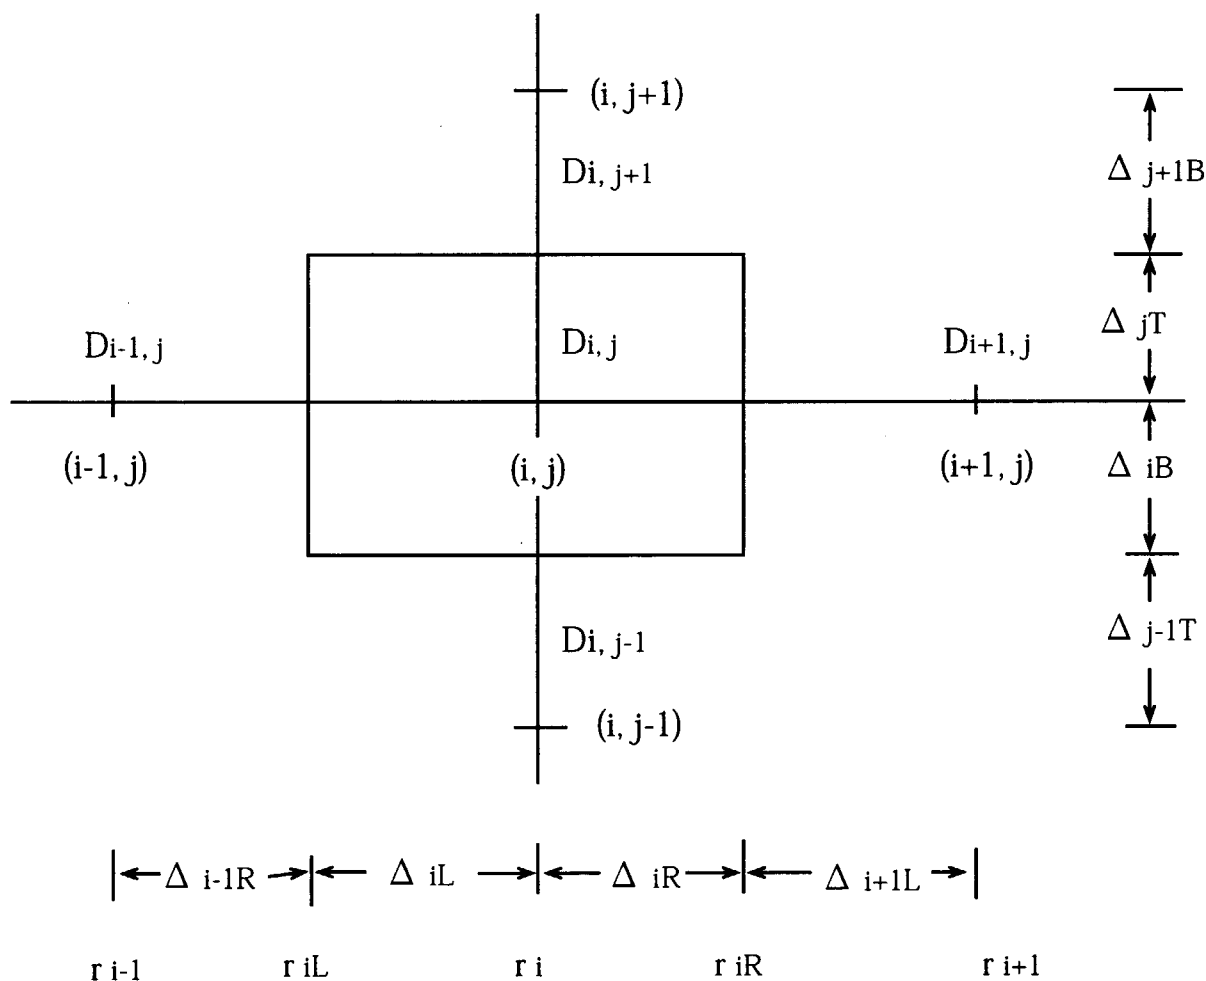 (i, j+1)
Di, j+1
Δ j+1B
Di-1, j
Di, j
Di+1, j
Δ jT
(i-1, j)
(i, j)
(i+1, j)
Δ iB
Di, j-1
Δ j-1T
(i, j-1)
Δ i-1R
Δ iL
Δ iR
Δ i+1L
r i-1
r iL
r i
r iR
r i+1